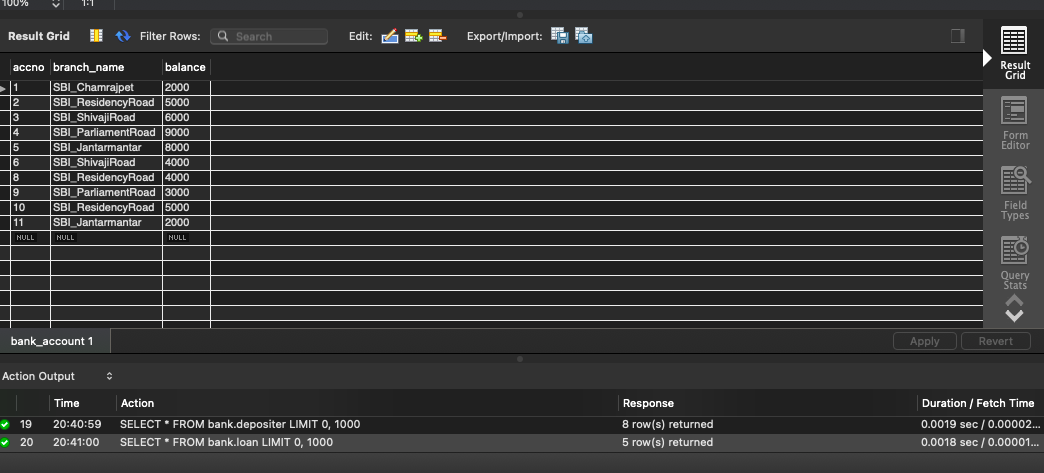 100% 1:1
Result Grid Filter Rows: Search Edit: Export/Import:
accno branch_name balance
1 SBI_Chamrajpet 2000
2 SBI_ResidencyRoad 5000
3 SBI_ShivajiRoad 6000
4 SBI_ParliamentRoad 9000
5 SBI_Jantarmantar 8000
6 SBI_ShivajiRoad 4000
8 SBI_ResidencyRoad 4000
9 SBI_ParliamentRoad 3000
10 SBI_ResidencyRoad 5000
11 SBI_Jantarmantar 2000
NULL NULL NULL
Result
Grid
Form
Editor
Field
Types
Query
Stats
bank_account 1 Apply Revert
Action Output
Time Action Response Duration / Fetch Time
19 20:40:59 SELECT * FROM bank.depositer LIMIT 0, 1000 8 row(s) returned 0.0019 sec / 0.00002...
20 20:41:00 SELECT * FROM bank.loan LIMIT 0, 1000 5 row(s) returned 0.0018 sec / 0.00001...